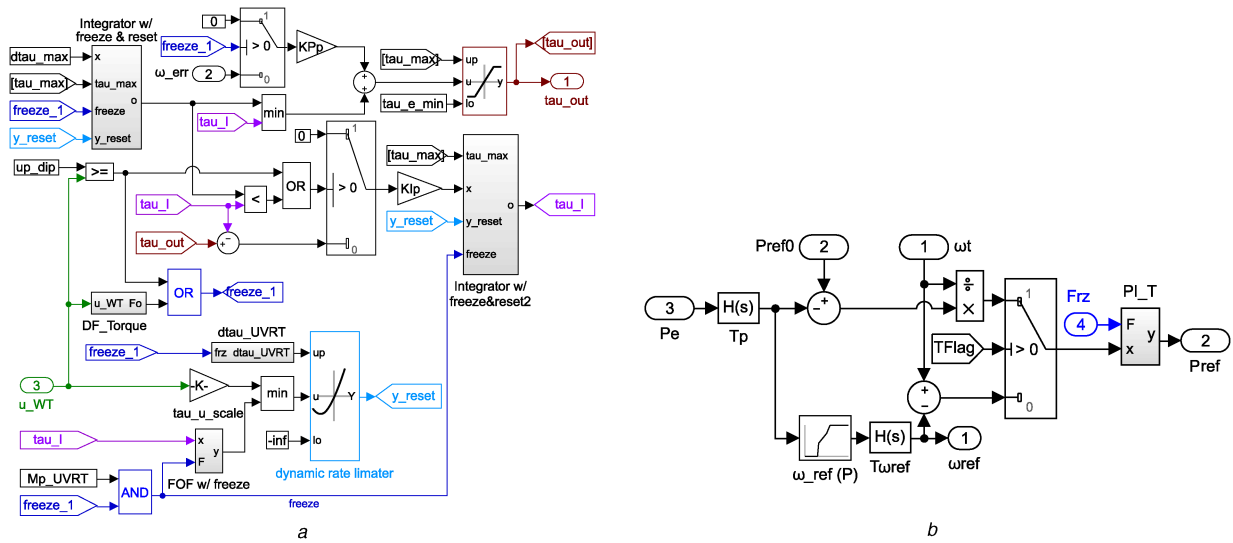 Integrator w/
freeze & reset
dtau_max
[tau_max]
freeze_1
y_reset
x
tau_max
freeze
y_reset
o
0
freeze_1
ω_err
2
1
> 0
0
KPp
tau_I
min
+
+
[tau_max]
tau_e_min
up
u
lo
y
[tau_out]
1
tau_out
up_dip
>=
tau_I
<
OR
tau_out
+
−
0
1
> 0
0
KIp
[tau_max]
y_reset
tau_max
x
y_reset
freeze
o
tau_I
Integrator w/
freeze&reset2
u_WT Fo
DF_Torque
OR
freeze_1
dtau_UVRT
freeze_1
frz dtau_UVRT
3
u_WT
-K-
tau_u_scale
min
-inf
up
u
lo
Y
y_reset
dynamic rate limater
tau_I
x
F
y
FOF w/ freeze
Mp_UVRT
freeze_1
AND
freeze
a
Pref0
2
1
ωt
3
Pe
H(s)
Tp
+
−
÷
×
TFlag
1
> 0
0
+
−
ω_ref (P)
H(s)
Tωref
1
ωref
Frz
4
PI_T
F
x
y
2
Pref
b